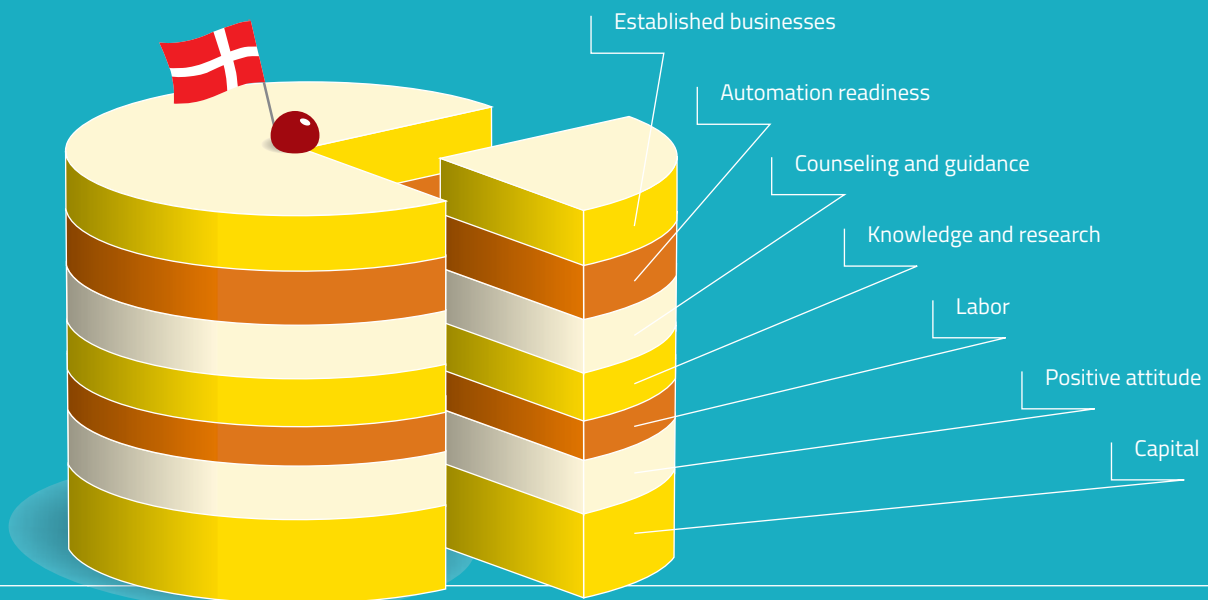 Established businesses
Automation readiness
Counseling and guidance
Knowledge and research
Labor
Positive attitude
Capital